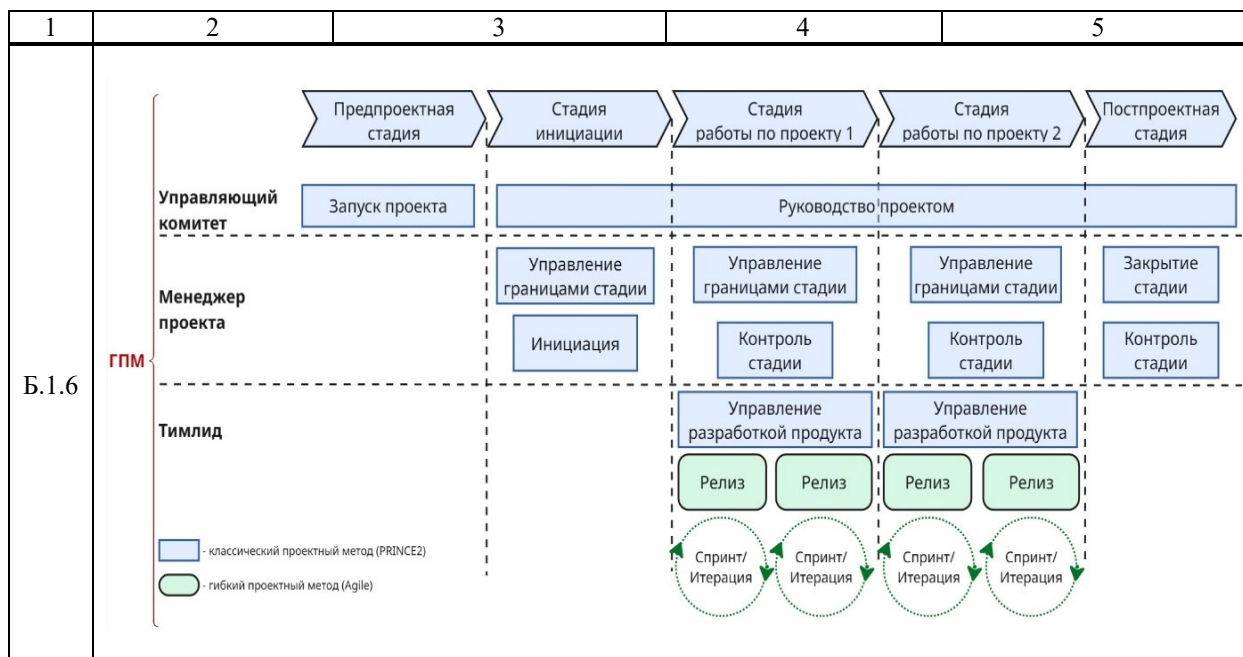 1 2 3 4 5
Б.1.6
Предпроектная
стадия
Стадия
инициации
Стадия
работы по проекту 1
Стадия
работы по проекту 2
Постпроектная
стадия
Управляющий
комитет
Запуск проекта
Руководство проектом
Менеджер
проекта
Управление
границами стадии
Управление
границами стадии
Управление
границами стадии
Закрытие
стадии
Инициация
Контроль
стадии
Контроль
стадии
Контроль
стадии
ГПМ
Тимлид
Управление
разработкой продукта
Управление
разработкой продукта
Релиз
Релиз
Релиз
Релиз
Спринт/
Итерация
Спринт/
Итерация
Спринт/
Итерация
Спринт/
Итерация
- классический проектный метод (PRINCE2)
- гибкий проектный метод (Agile)